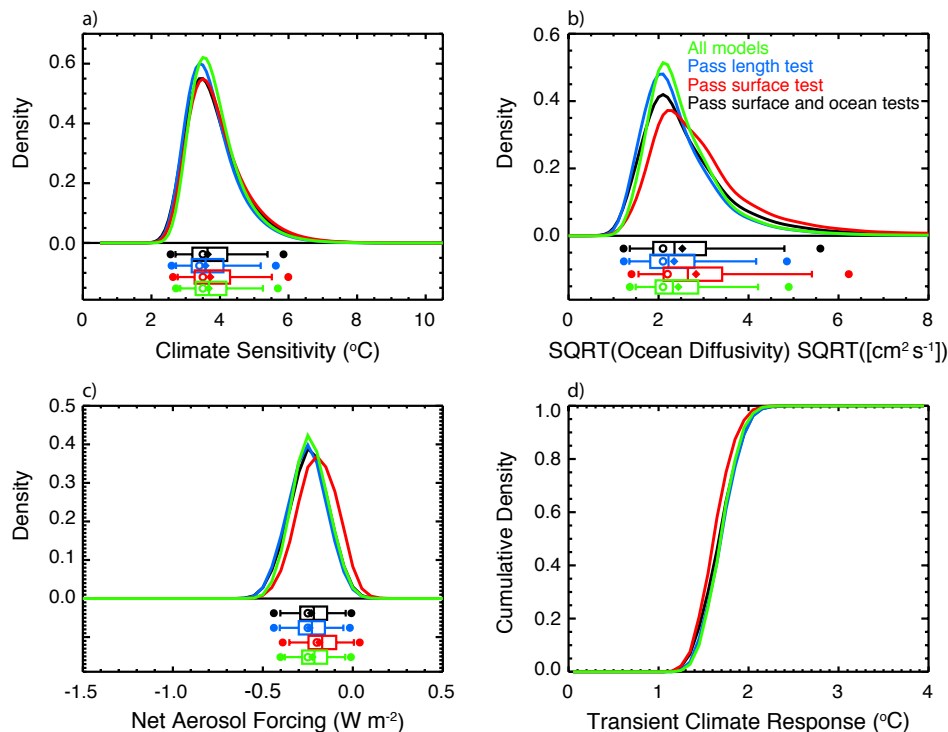 a)
0.8
0.6
0.4
0.2
0.0
Density
0 2 4 6 8 10
Climate Sensitivity (°C)
b)
0.6
0.4
0.2
0.0
Density
All models
Pass length test
Pass surface test
Pass surface and ocean tests
0 2 4 6 8
SQRT(Ocean Diffusivity) SQRT([cm² s⁻¹])
c)
0.5
0.4
0.3
0.2
0.1
0.0
Density
-1.5 -1.0 -0.5 0.0 0.5
Net Aerosol Forcing (W m⁻²)
d)
1.0
0.8
0.6
0.4
0.2
0.0
Cumulative Density
0 1 2 3 4
Transient Climate Response (°C)